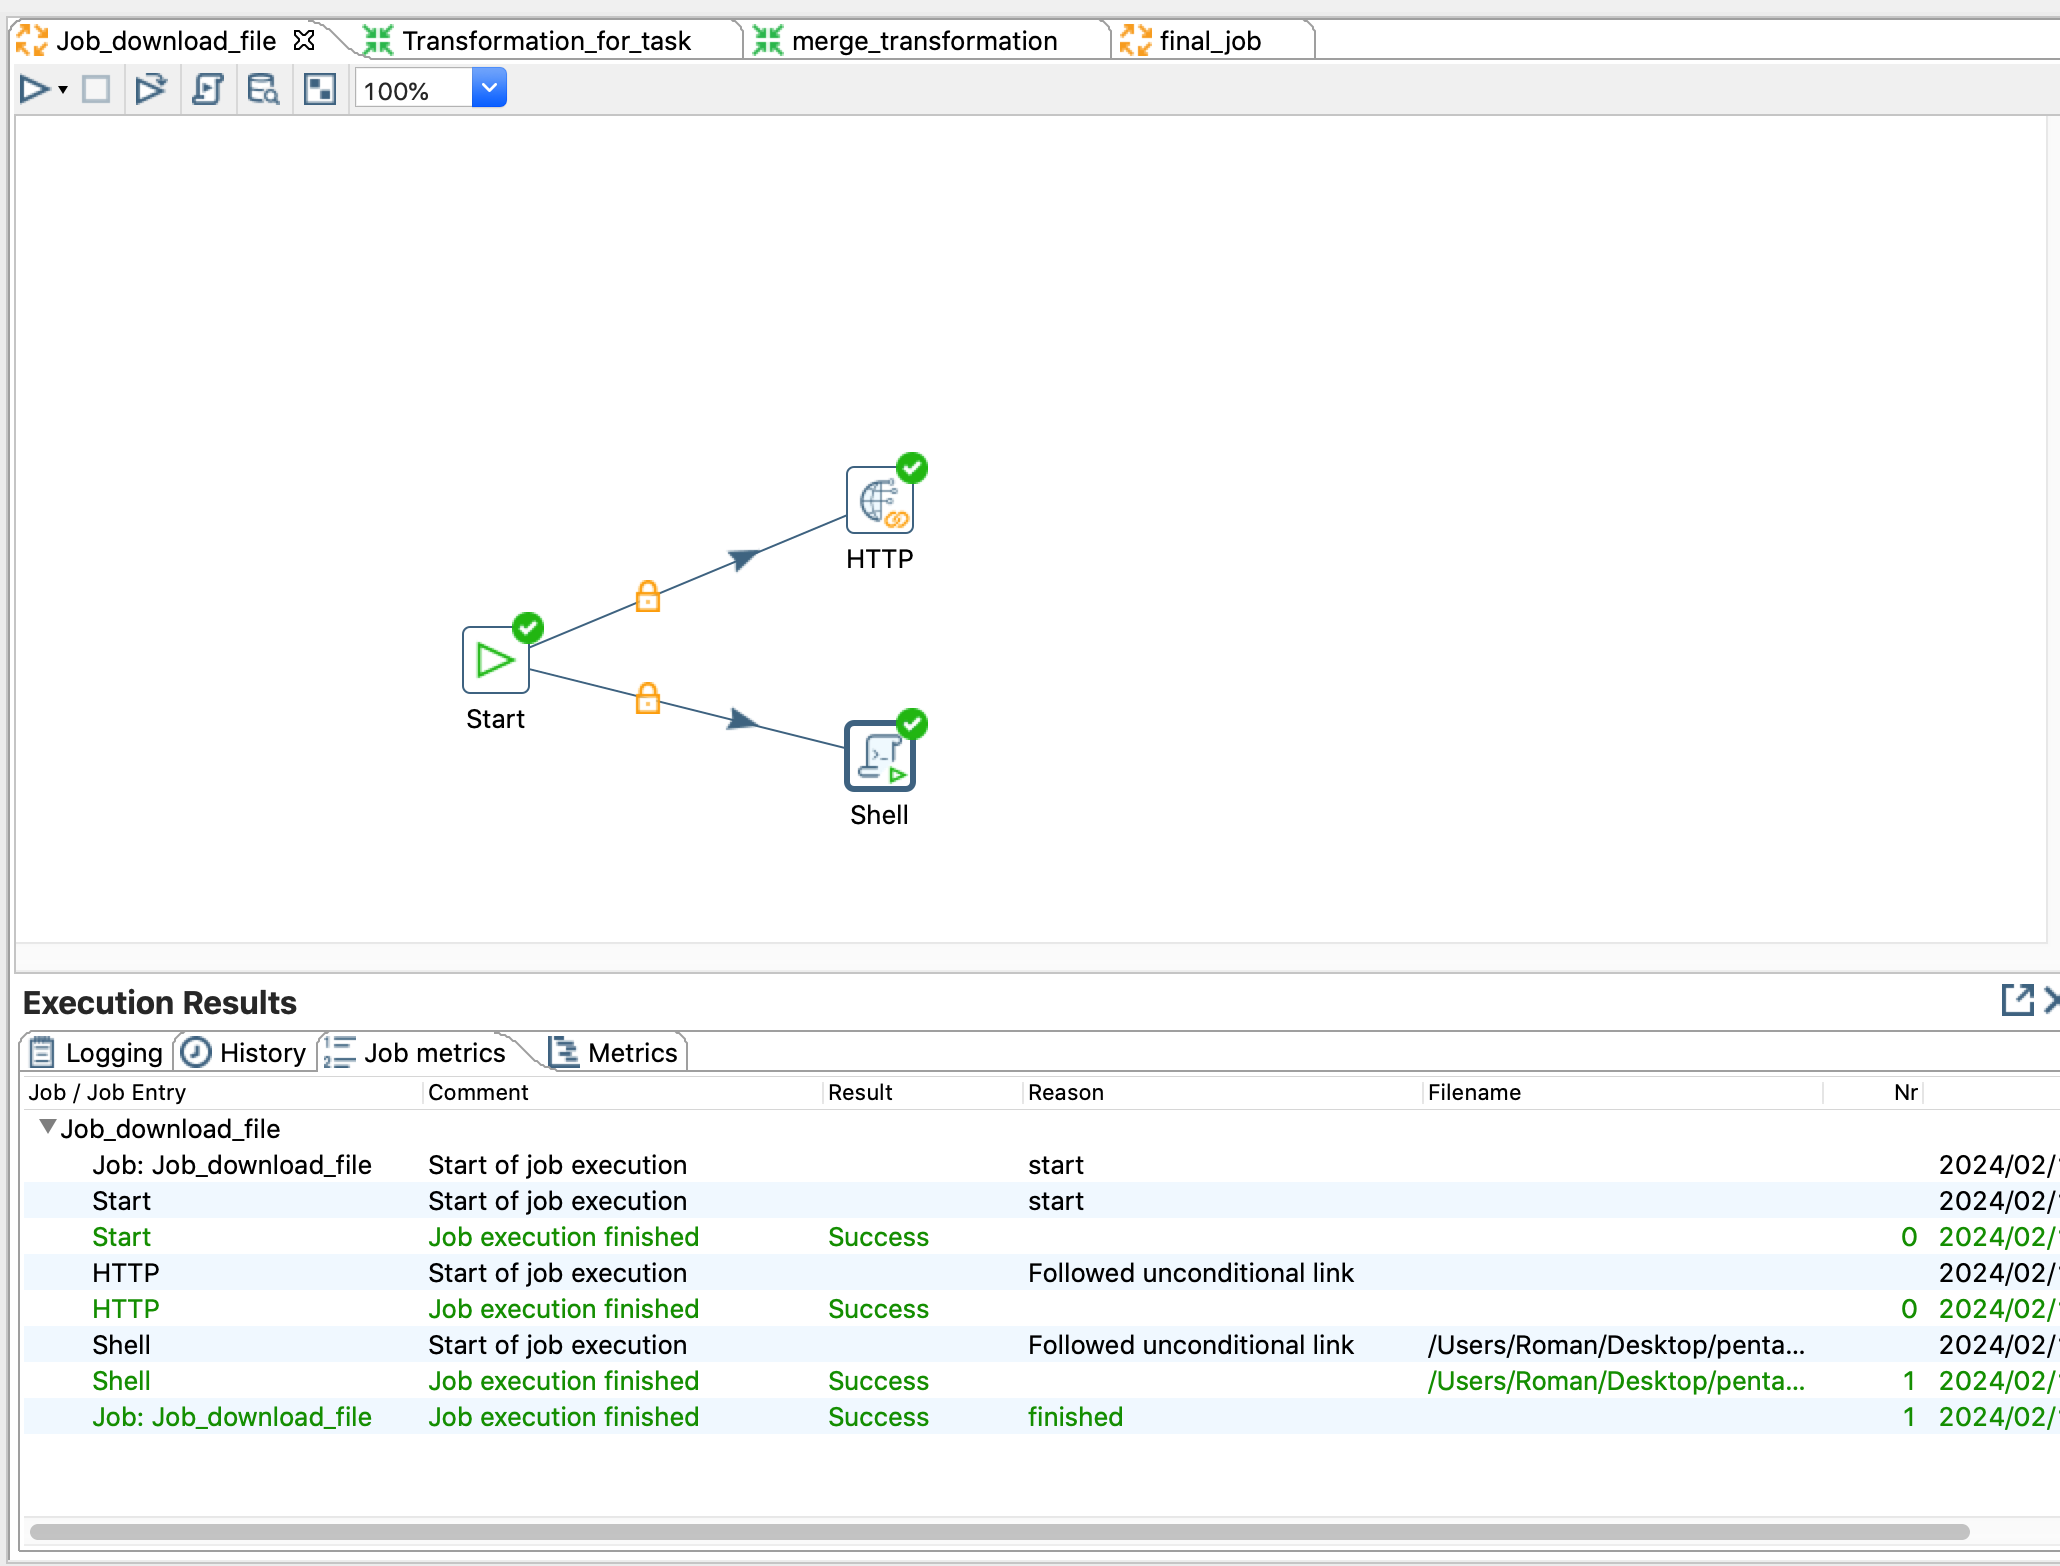 Job_download_file Transformation_for_task merge_transformation final_job
100%
HTTP
Start
Shell
Execution Results
Logging History Job metrics Metrics
Job / Job Entry Comment Result Reason Filename Nr
Job_download_file
Job: Job_download_file Start of job execution start 2024/02/
Start Start of job execution start 2024/02/
Start Job execution finished Success 0 2024/02/
HTTP Start of job execution Followed unconditional link 2024/02/
HTTP Job execution finished Success 0 2024/02/
Shell Start of job execution Followed unconditional link /Users/Roman/Desktop/penta... 2024/02/
Shell Job execution finished Success /Users/Roman/Desktop/penta... 1 2024/02/
Job: Job_download_file Job execution finished Success finished 1 2024/02/